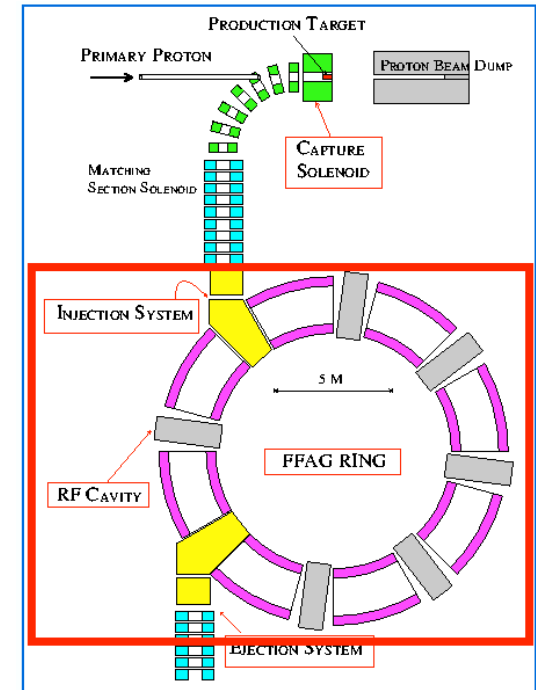 PRODUCTION TARGET
PRIMARY PROTON
PROTON BEAM DUMP
CAPTURE
SOLENOID
MATCHING
SECTION SOLENOID
INJECTION SYSTEM
5 M
FFAG RING
RF CAVITY
EJECTION SYSTEM